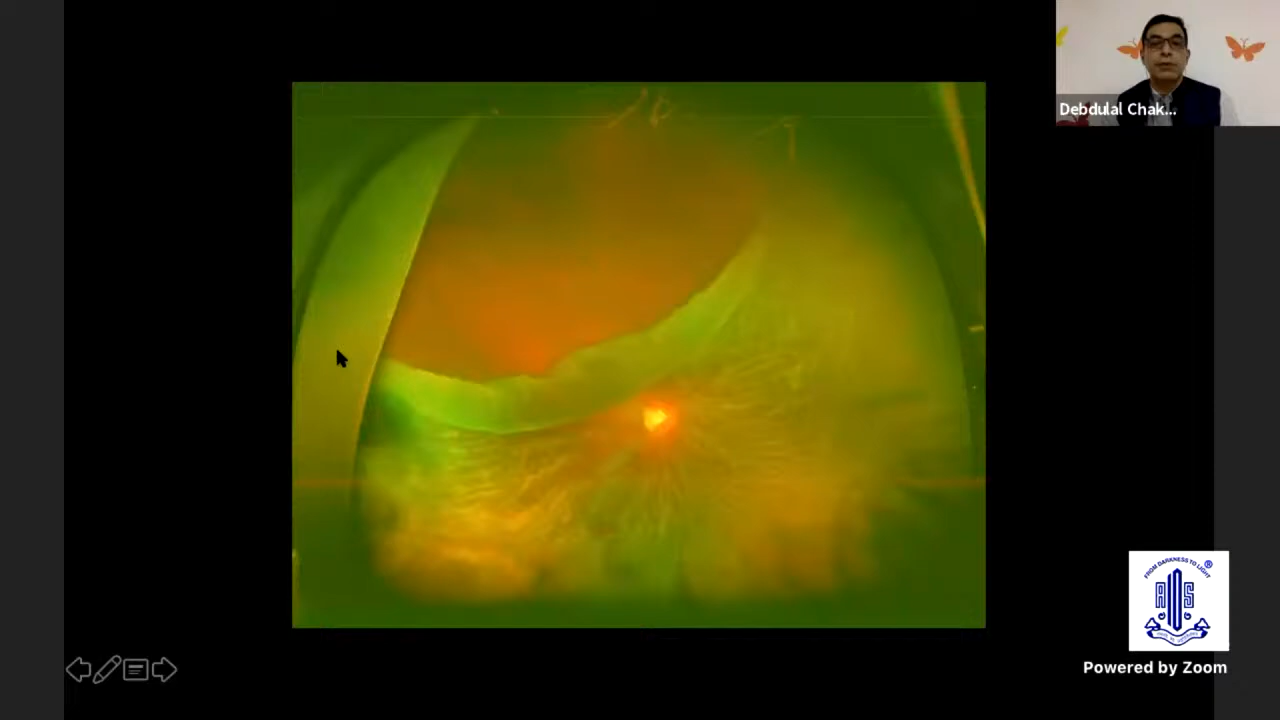 Debdulal Chak...
FROM DARKNESS TO LIGHT
®
AIOS
Powered by Zoom